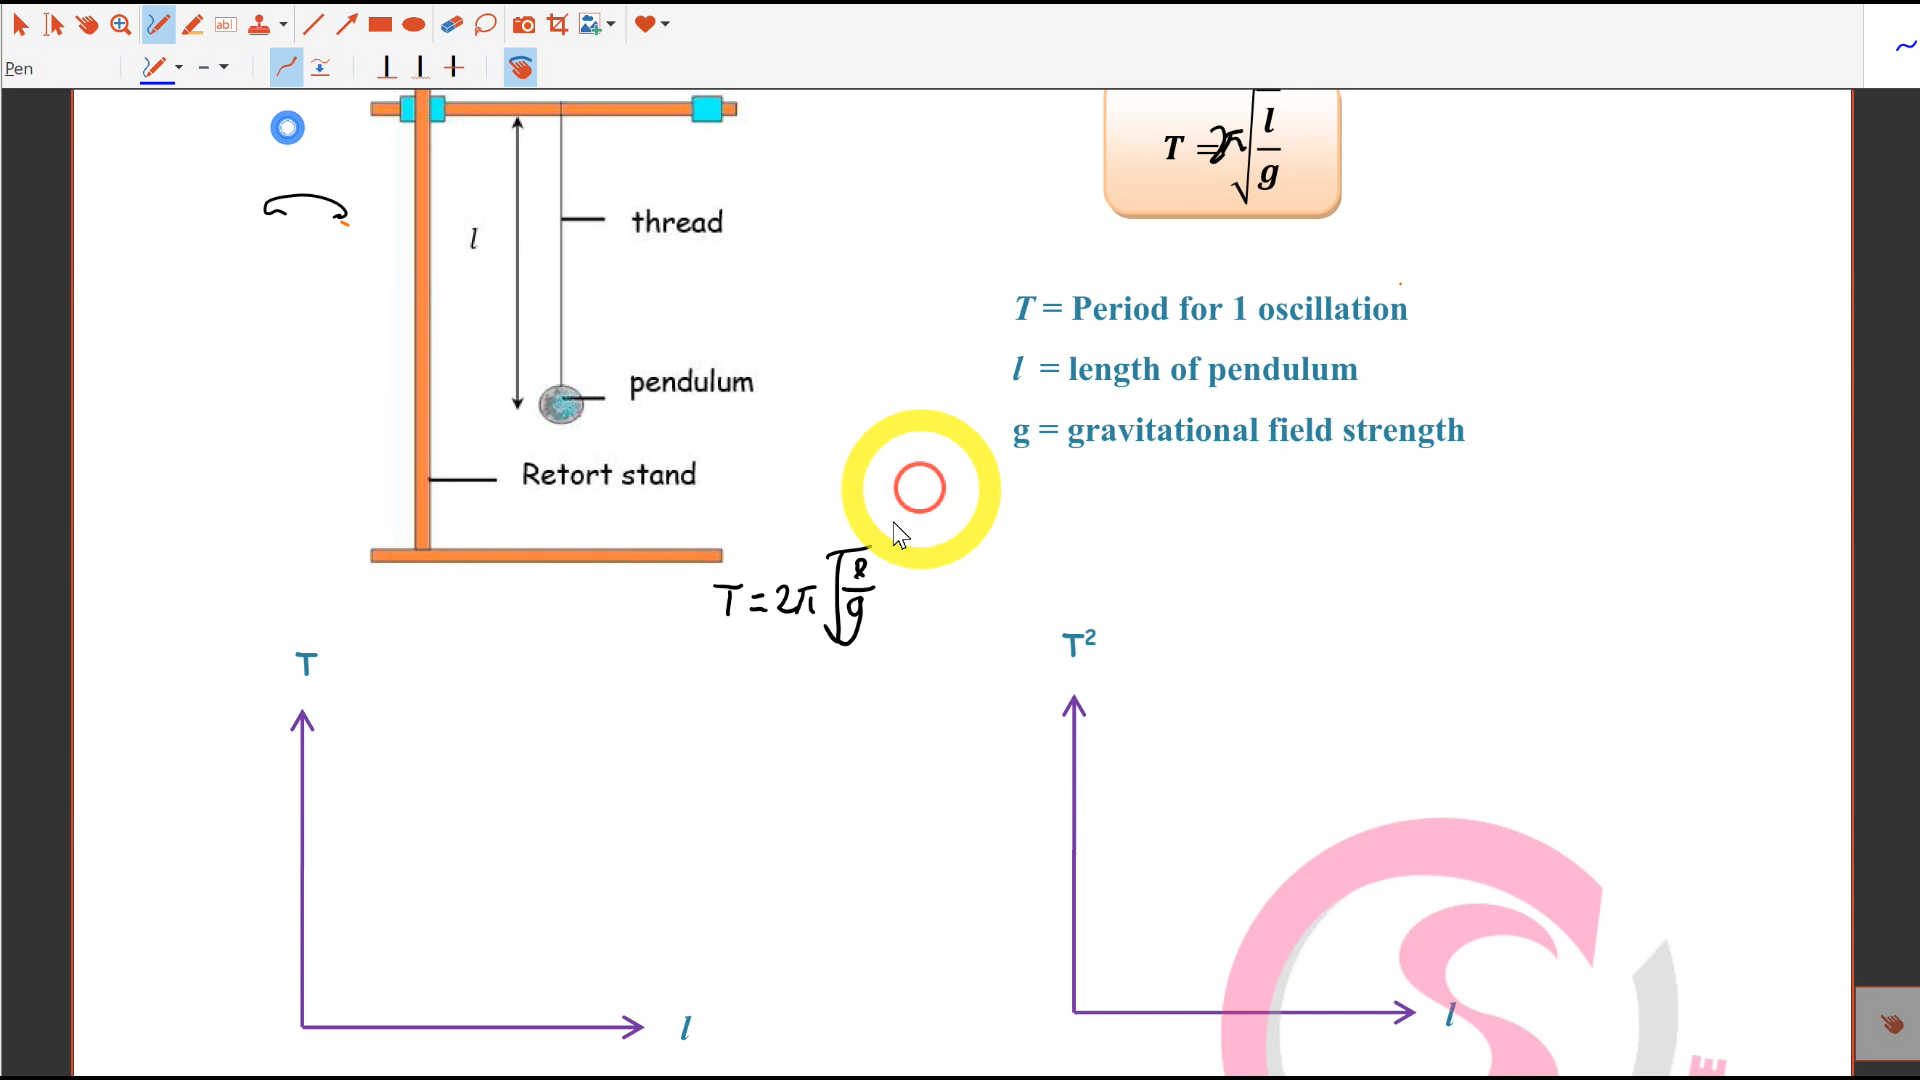 Pen
T = 2π √ l / g
l
thread
T = Period for 1 oscillation
l = length of pendulum
pendulum
g = gravitational field strength
Retort stand
T = 2π √ l / g
T
T²
l
l
E